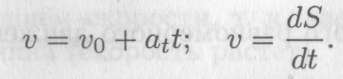 v = v₀ + aₜt; v = dS/dt.